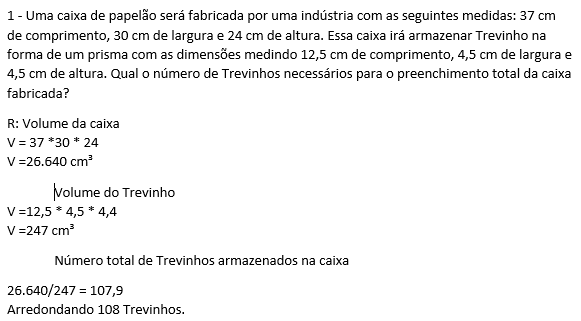 1 - Uma caixa de papelão será fabricada por uma indústria com as seguintes medidas: 37 cm
de comprimento, 30 cm de largura e 24 cm de altura. Essa caixa irá armazenar Trevinho na
forma de um prisma com as dimensões medindo 12,5 cm de comprimento, 4,5 cm de largura e
4,5 cm de altura. Qual o número de Trevinhos necessários para o preenchimento total da caixa
fabricada?
R: Volume da caixa
V = 37 *30 * 24
V =26.640 cm³
Volume do Trevinho
V =12,5 * 4,5 * 4,4
V =247 cm³
Número total de Trevinhos armazenados na caixa
26.640/247 = 107,9
Arredondando 108 Trevinhos.